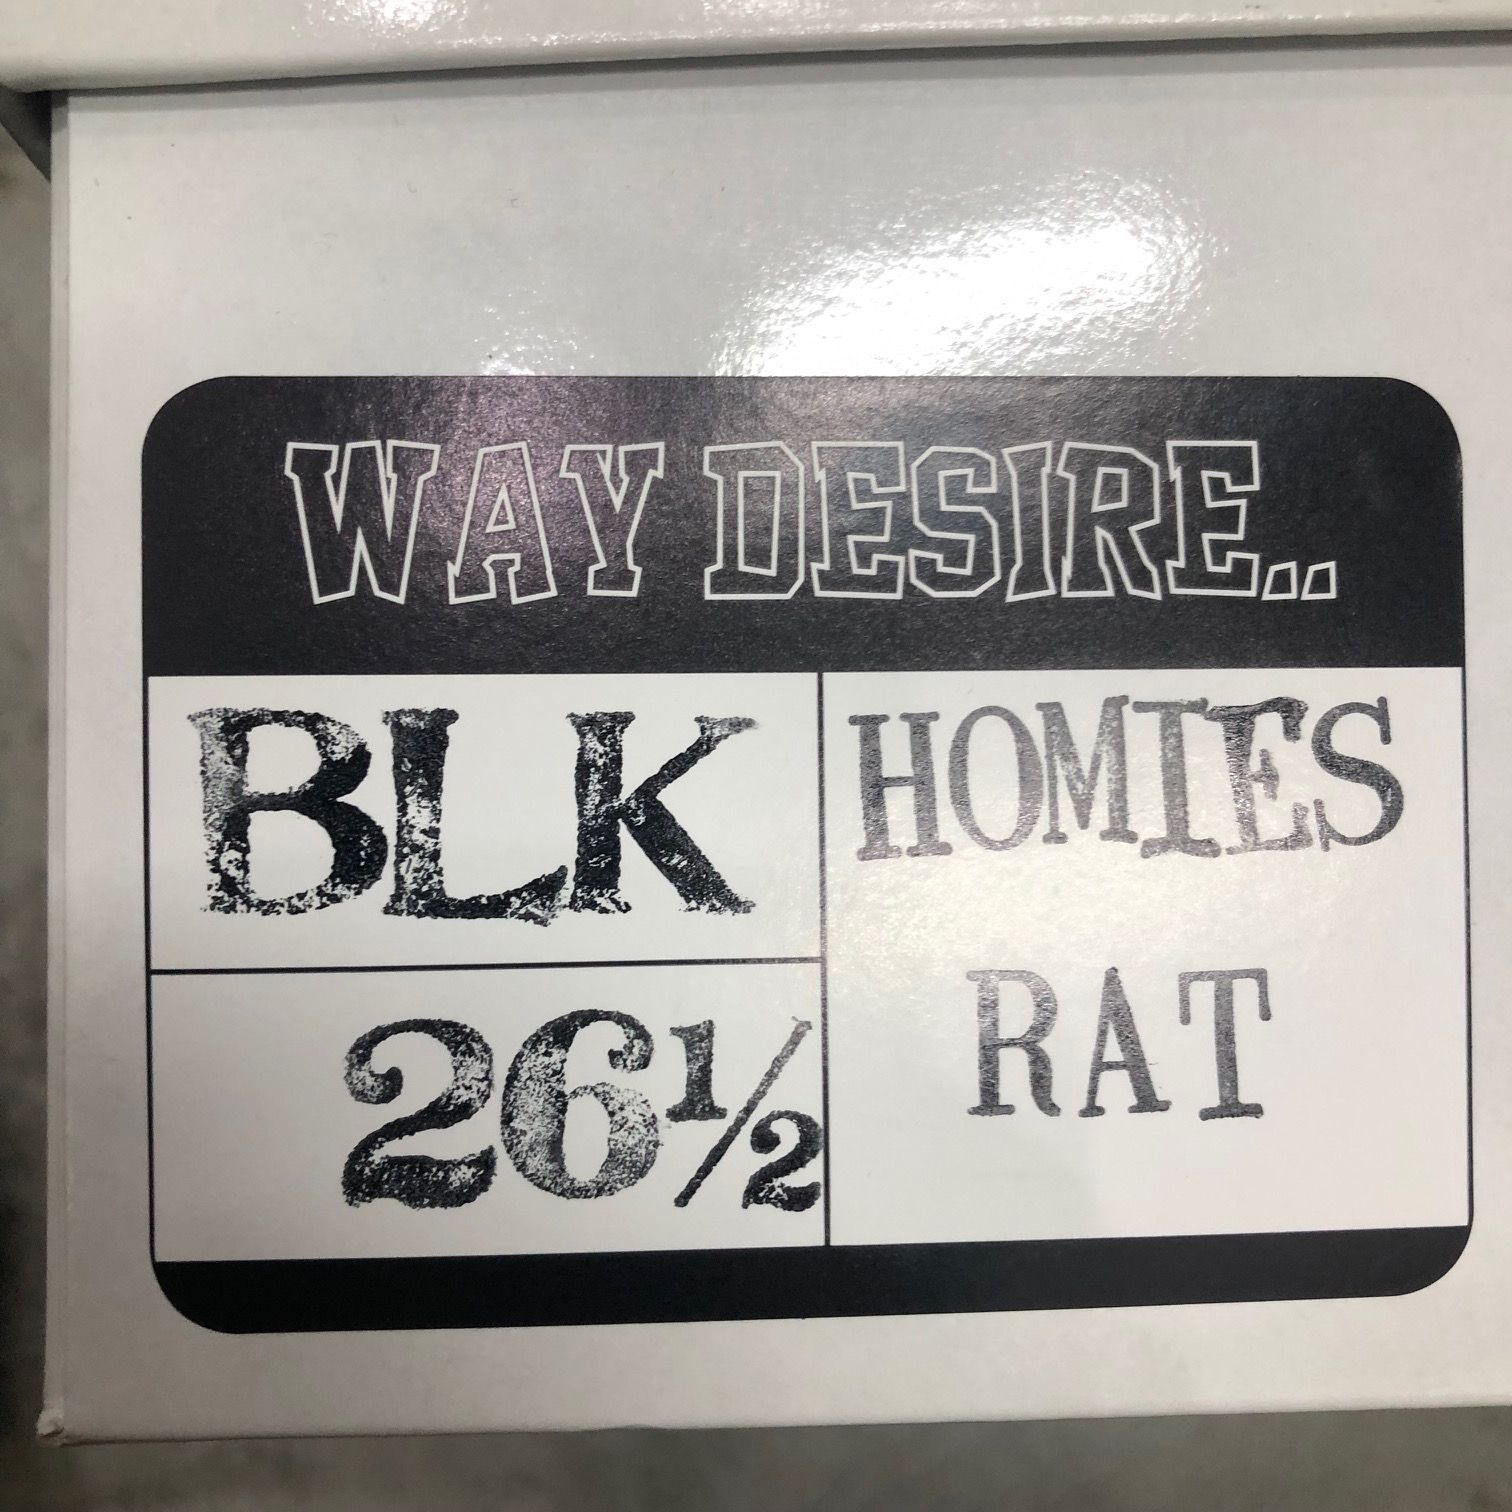 WAY DESIRE..
BLK
26½
HOMIES
RAT